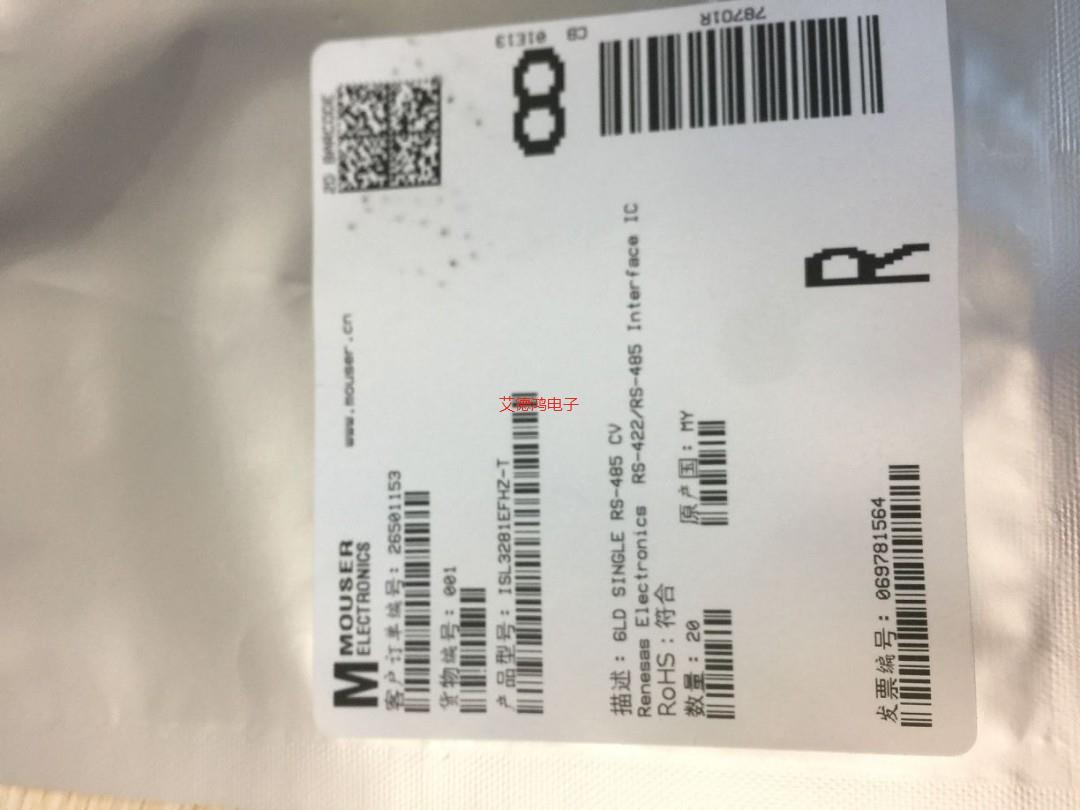 MOUSER
ELECTRONICS
www.mouser.cn
2D BARCODE
客户订单编号: 26501153
货物编号: 001
产品型号: ISL3281EFHZ-T
艾德鸿电子
描述: 6LD SINGLE RS-485 CV
Renesas Electronics RS-422/RS-485 Interface IC
RoHS: 符合
数量: 20
原产国: MY
发票编号: 069781564
R
8
CB 01E13
78701R